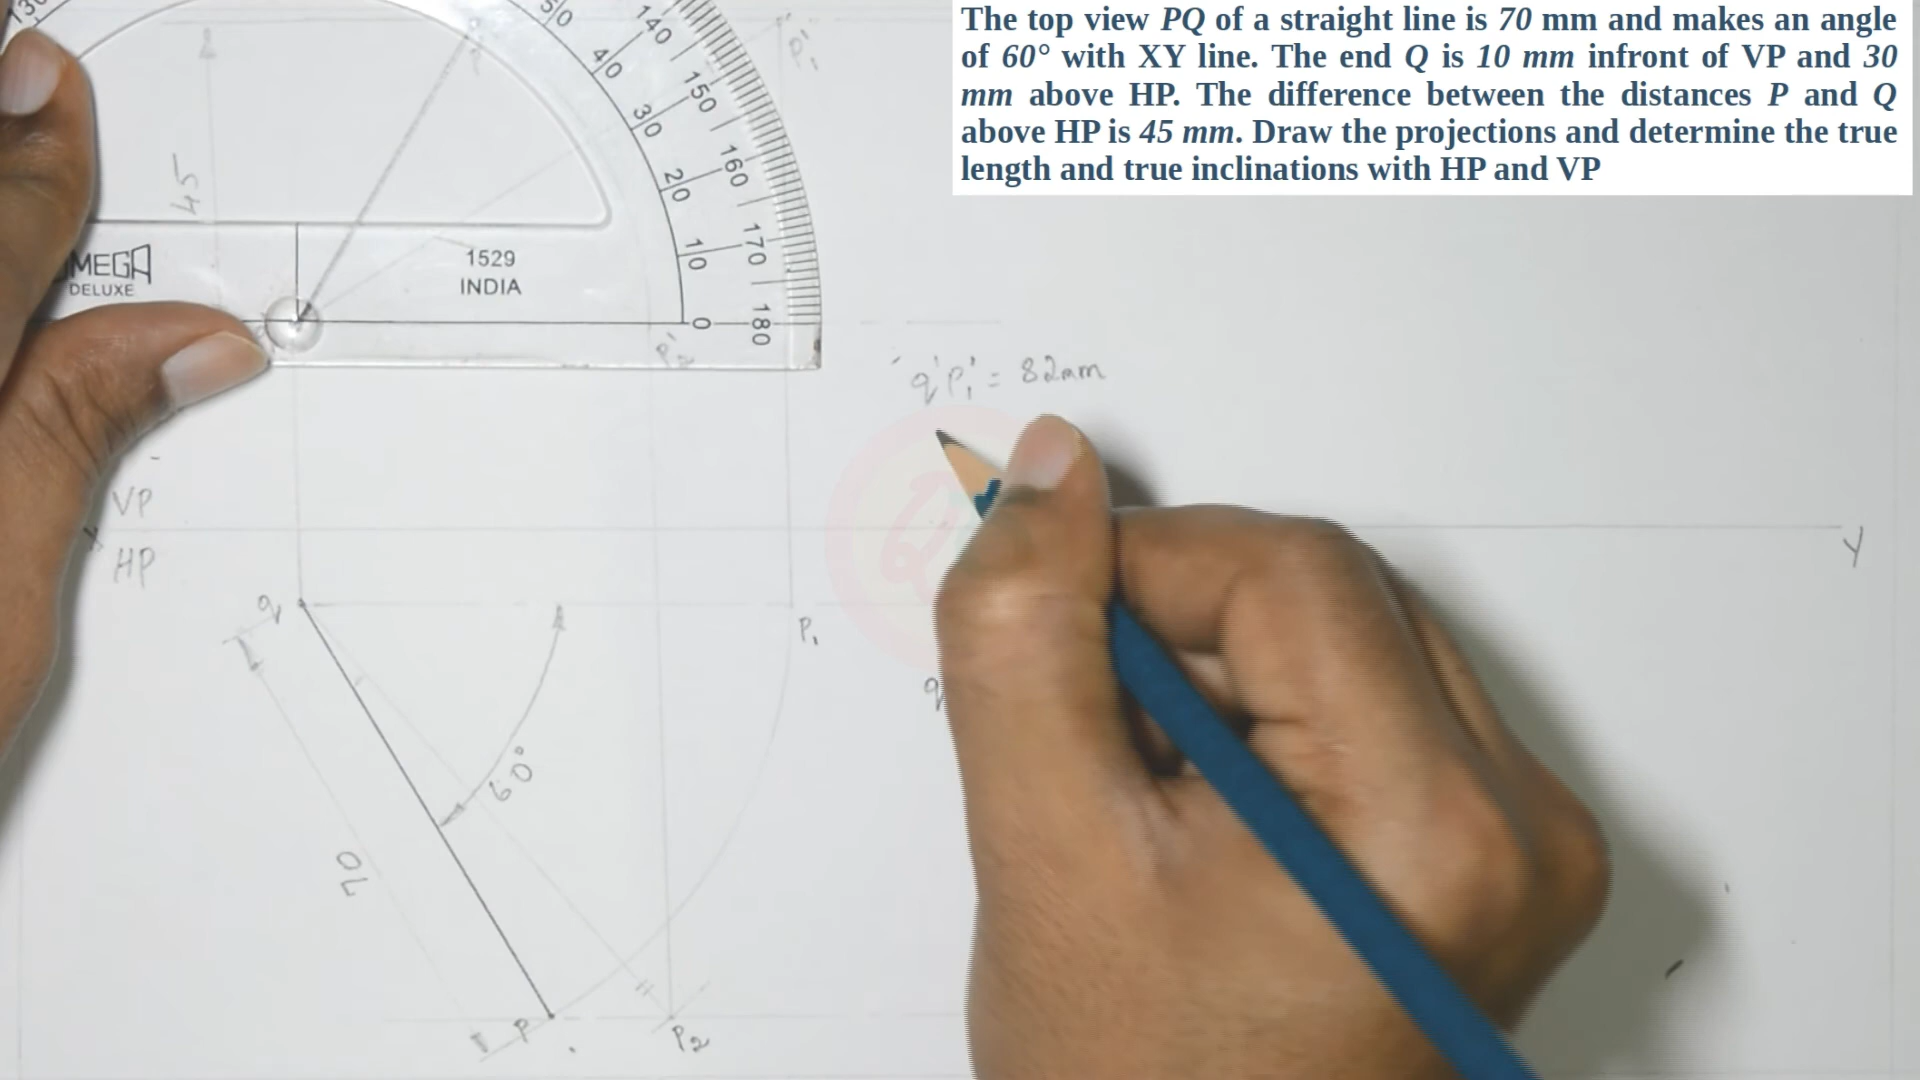 The top view PQ of a straight line is 70 mm and makes an angle
of 60° with XY line. The end Q is 10 mm infront of VP and 30
mm above HP. The difference between the distances P and Q
above HP is 45 mm. Draw the projections and determine the true
length and true inclinations with HP and VP
130
50
140
40
150
30
160
20
170
10
180
0
45
MEGA
DELUXE
1529
INDIA
p'₁
p'₂
q'p₁' = 82mm
VP
X
HP
Y
q
p₁
q
60°
70
p
p₂